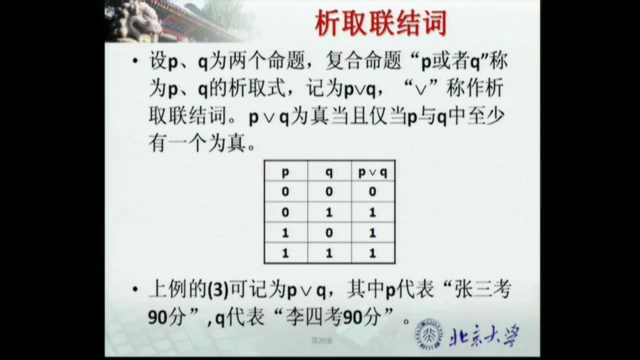 析取联结词
• 设p、q为两个命题，复合命题“p或者q”称
为p、q的析取式，记为p∨q，“∨”称作析
取联结词。p∨q为真当且仅当p与q中至少
有一个为真。
p q p∨q
0 0 0
0 1 1
1 0 1
1 1 1
• 上例的(3)可记为p∨q，其中p代表“张三考
90分”,q代表“李四考90分”。
北京大学